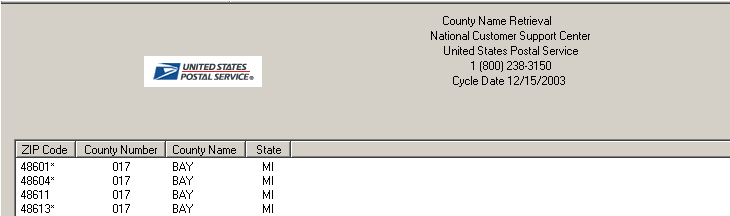 County Name Retrieval
National Customer Support Center
United States Postal Service
1 (800) 238-3150
Cycle Date 12/15/2003
UNITED STATES
POSTAL SERVICE®
ZIP Code County Number County Name State
48601* 017 BAY MI
48604* 017 BAY MI
48611 017 BAY MI
48613* 017 BAY MI